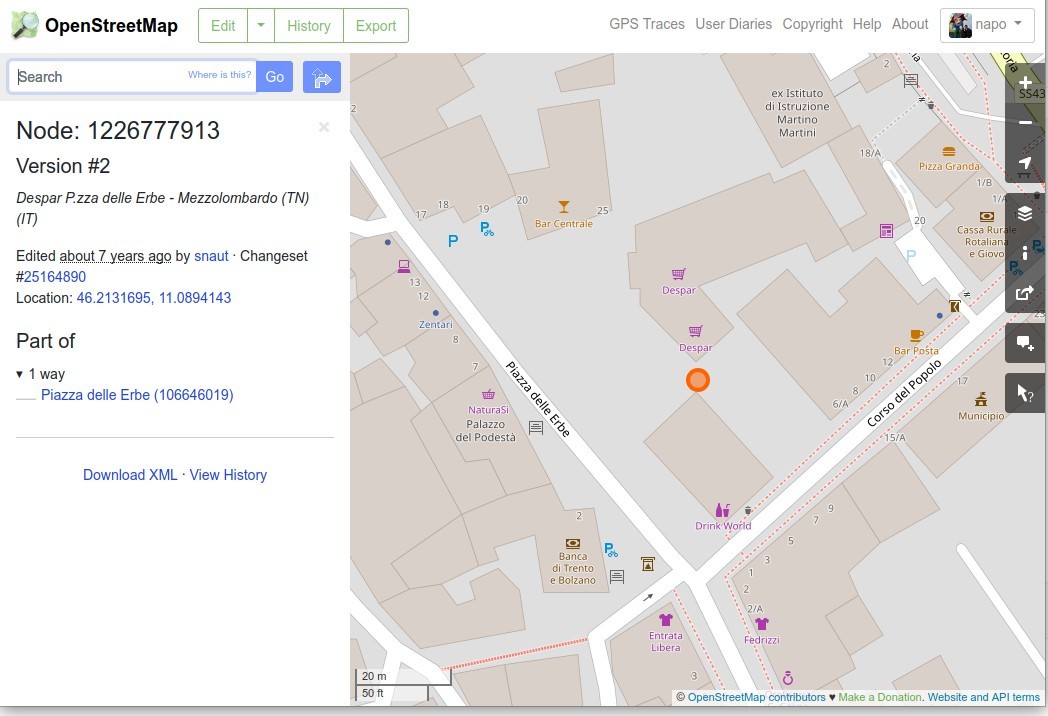 OpenStreetMap
Edit
History
Export
GPS Traces
User Diaries
Copyright
Help
About
napo
Search
Where is this?
Go
Node: 1226777913
Version #2
Despar P.zza delle Erbe - Mezzolombardo (TN)
(IT)
Edited about 7 years ago by snaut · Changeset
#25164890
Location: 46.2131695, 11.0894143
Part of
▾ 1 way
Piazza delle Erbe (106646019)
Download XML · View History
2
2
ex Istituto
di Istruzione
Martino
Martini
SS43
18/A
Pizza Granda
1/B
1/A
20
Cassa Rurale
Rotaliana
e Giovo
P
17
18
19
20
25
Bar Centrale
P
P
13
12
Zentari
8
7
Despar
Despar
Piazza delle Erbe
NaturaSì
Palazzo
del Podestà
Bar Posta
12
10
8
6/A
Corso del Popolo
17
Municipio
15/A
23
Drink World
9
7
5
3
1
2
2/A
2
Banca
di Trento
e Bolzano
P
Entrata
Libera
Fedrizzi
3
20 m
50 ft
© OpenStreetMap contributors ♥ Make a Donation. Website and API terms